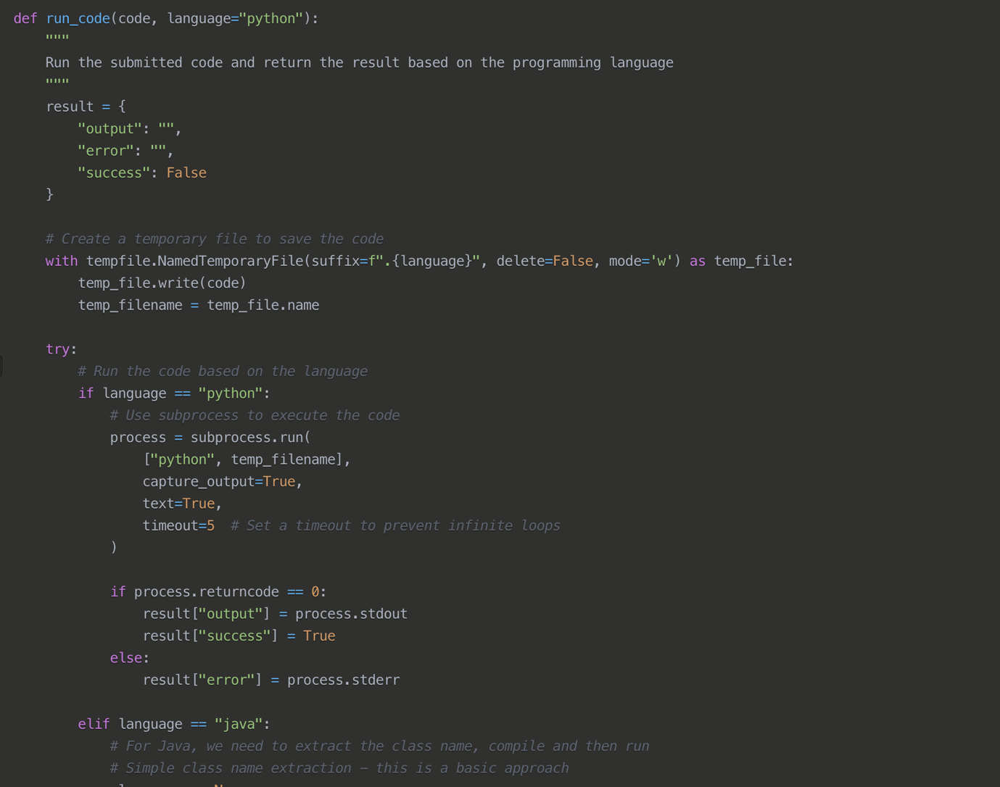 def run_code(code, language="python"):
    """
    Run the submitted code and return the result based on the programming language
    """
    result = {
        "output": "",
        "error": "",
        "success": False
    }

    # Create a temporary file to save the code
    with tempfile.NamedTemporaryFile(suffix=f".{language}", delete=False, mode='w') as temp_file:
        temp_file.write(code)
        temp_filename = temp_file.name

    try:
        # Run the code based on the language
        if language == "python":
            # Use subprocess to execute the code
            process = subprocess.run(
                ["python", temp_filename],
                capture_output=True,
                text=True,
                timeout=5  # Set a timeout to prevent infinite loops
            )

            if process.returncode == 0:
                result["output"] = process.stdout
                result["success"] = True
            else:
                result["error"] = process.stderr

        elif language == "java":
            # For Java, we need to extract the class name, compile and then run
            # Simple class name extraction – this is a basic approach